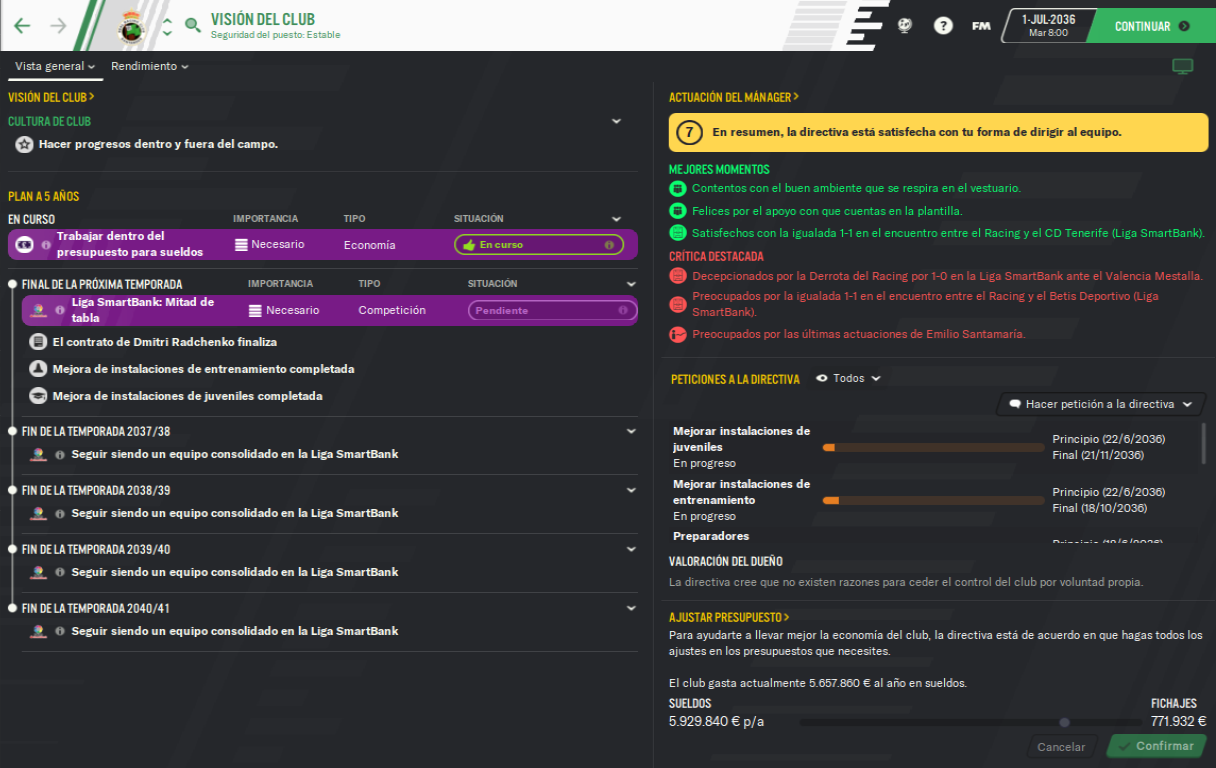 VISIÓN DEL CLUB
Seguridad del puesto: Estable
?
FM
1-JUL-2036
Mar 8:00
CONTINUAR
Vista general
Rendimiento
VISIÓN DEL CLUB
CULTURA DE CLUB
Hacer progresos dentro y fuera del campo.
PLAN A 5 AÑOS
EN CURSO IMPORTANCIA TIPO SITUACIÓN
Trabajar dentro del
presupuesto para sueldos
Necesario Economía En curso
FINAL DE LA PRÓXIMA TEMPORADA IMPORTANCIA TIPO SITUACIÓN
Liga SmartBank: Mitad de
tabla
Necesario Competición Pendiente
El contrato de Dmitri Radchenko finaliza
Mejora de instalaciones de entrenamiento completada
Mejora de instalaciones de juveniles completada
FIN DE LA TEMPORADA 2037/38
Seguir siendo un equipo consolidado en la Liga SmartBank
FIN DE LA TEMPORADA 2038/39
Seguir siendo un equipo consolidado en la Liga SmartBank
FIN DE LA TEMPORADA 2039/40
Seguir siendo un equipo consolidado en la Liga SmartBank
FIN DE LA TEMPORADA 2040/41
Seguir siendo un equipo consolidado en la Liga SmartBank
ACTUACIÓN DEL MÁNAGER
7 En resumen, la directiva está satisfecha con tu forma de dirigir al equipo.
MEJORES MOMENTOS
Contentos con el buen ambiente que se respira en el vestuario.
Felices por el apoyo con que cuentas en la plantilla.
Satisfechos con la igualada 1-1 en el encuentro entre el Racing y el CD Tenerife (Liga SmartBank).
CRÍTICA DESTACADA
Decepcionados por la Derrota del Racing por 1-0 en la Liga SmartBank ante el Valencia Mestalla.
Preocupados por la igualada 1-1 en el encuentro entre el Racing y el Betis Deportivo (Liga
SmartBank).
Preocupados por las últimas actuaciones de Emilio Santamaría.
PETICIONES A LA DIRECTIVA
Todos
Hacer petición a la directiva
Mejorar instalaciones de
juveniles
En progreso
Principio (22/6/2036)
Final (21/11/2036)
Mejorar instalaciones de
entrenamiento
En progreso
Principio (22/6/2036)
Final (18/10/2036)
Preparadores
VALORACIÓN DEL DUEÑO
La directiva cree que no existen razones para ceder el control del club por voluntad propia.
AJUSTAR PRESUPUESTO
Para ayudarte a llevar mejor la economía del club, la directiva está de acuerdo en que hagas todos los
ajustes en los presupuestos que necesites.
El club gasta actualmente 5.657.860 € al año en sueldos.
SUELDOS FICHAJES
5.929.840 € p/a 771.932 €
Cancelar Confirmar